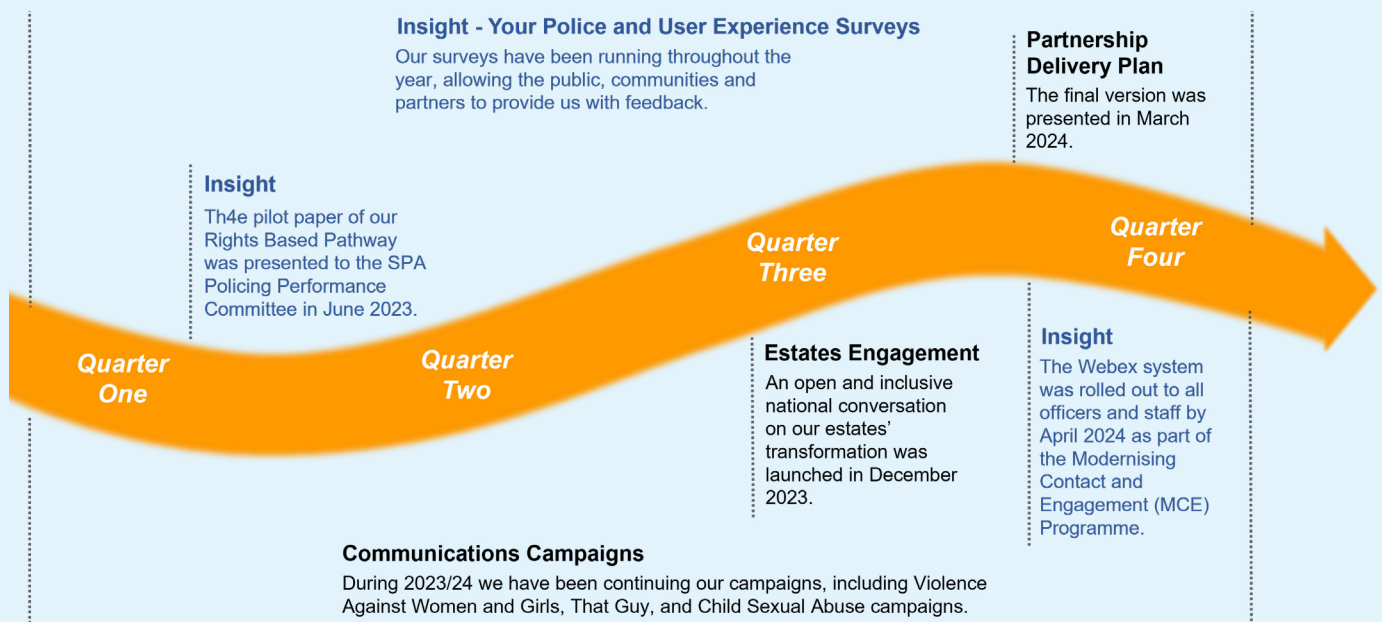 Insight - Your Police and User Experience Surveys
Our surveys have been running throughout the
year, allowing the public, communities and
partners to provide us with feedback.
Partnership
Delivery Plan
The final version was
presented in March
2024.
Insight
Th4e pilot paper of our
Rights Based Pathway
was presented to the SPA
Policing Performance
Committee in June 2023.
Quarter
One
Quarter
Two
Quarter
Three
Quarter
Four
Estates Engagement
An open and inclusive
national conversation
on our estates’
transformation was
launched in December
2023.
Insight
The Webex system
was rolled out to all
officers and staff by
April 2024 as part of
the Modernising
Contact and
Engagement (MCE)
Programme.
Communications Campaigns
During 2023/24 we have been continuing our campaigns, including Violence
Against Women and Girls, That Guy, and Child Sexual Abuse campaigns.